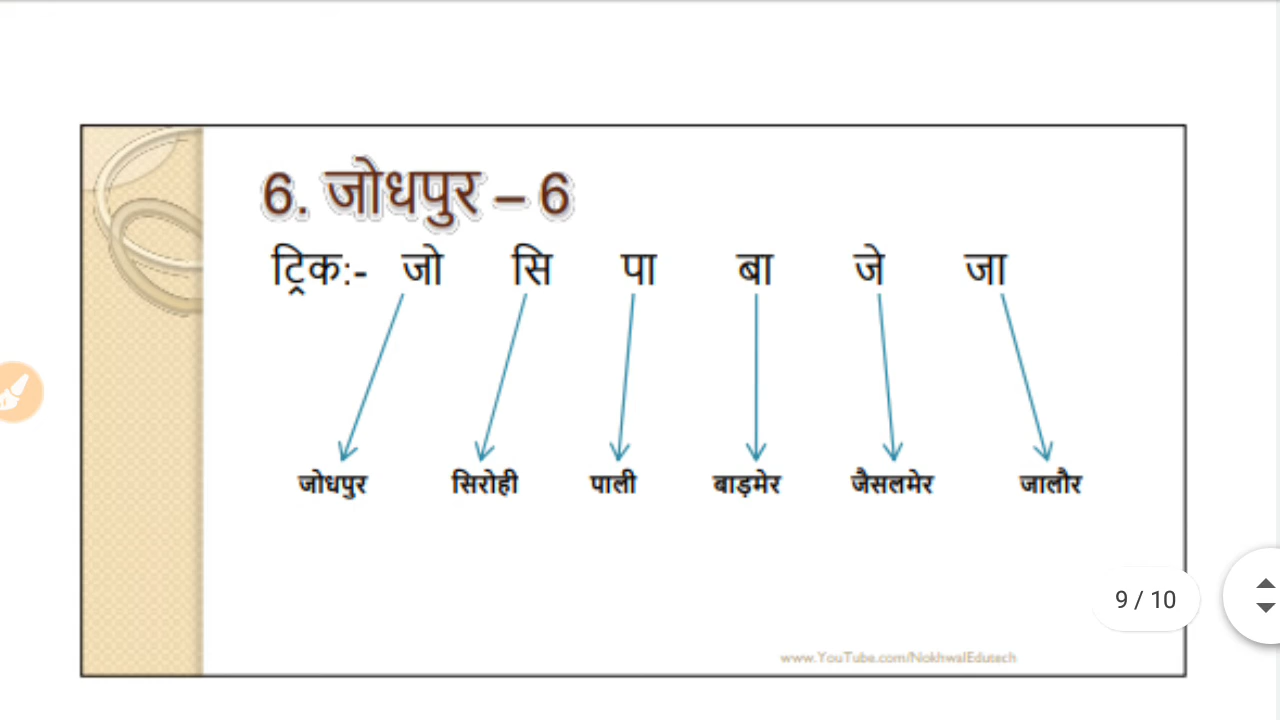 6. जोधपुर – 6
ट्रिक:- जो सि पा बा जे जा
जोधपुर सिरोही पाली बाड़मेर जैसलमेर जालौर
9 / 10
www.YouTube.com/NokhwalEdutech